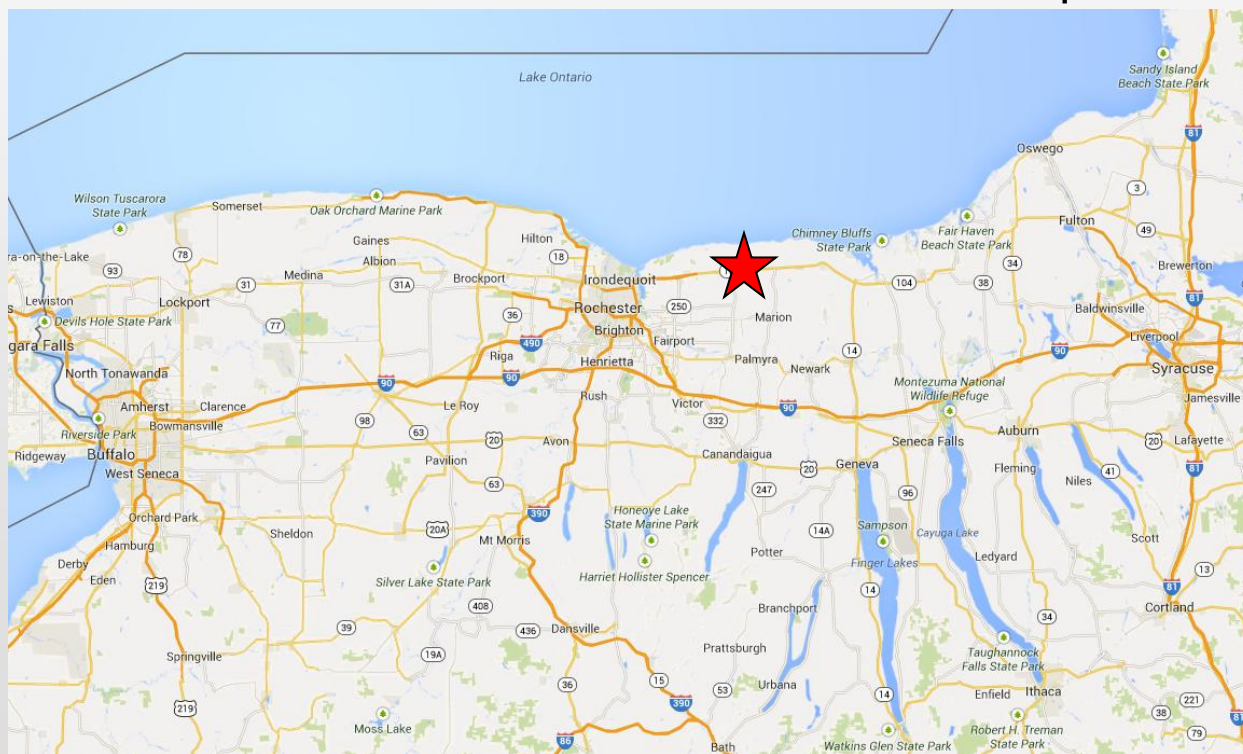 Lake Ontario
Sandy Island
Beach State Park
81
Oswego
3
Wilson Tuscarora
State Park
Somerset
Oak Orchard Marine Park
Fair Haven
Beach State Park
Fulton
Chimney Bluffs
State Park
49
Hilton
Gaines
78
Albion
18
34
Brewerton
ra-on-the-Lake
93
Medina
31
31A
Brockport
Irondequoit
104
38
Lewiston
Lockport
Rochester
250
Marion
Baldwinsville
81
Devils Hole State Park
77
36
Brighton
Liverpool
gara Falls
490
Fairport
14
90
Riga
Henrietta
Palmyra
Newark
Syracuse
North Tonawanda
90
90
Montezuma National
Wildlife Refuge
Rush
Jamesville
Amherst
Clarence
Le Roy
Victor
90
Riverside Park
Bowmansville
98
63
332
Auburn
20
Avon
Seneca Falls
20
Lafayette
Ridgeway
Buffalo
Pavilion
Canandaigua
20
Geneva
Fleming
41
81
West Seneca
63
247
96
Niles
Orchard Park
390
Honeoye Lake
State Marine Park
Sampson
20A
14A
Cayuga Lake
Sheldon
Mt Morris
Scott
Hamburg
Potter
Ledyard
Derby
Finger Lakes
13
Eden
219
Silver Lake State Park
Harriet Hollister Spencer
81
14
408
Branchport
Cortland
39
436
Dansville
34
Taughannock
Falls State Park
Springville
19A
Prattsburgh
36
15
53
Urbana
14
Enfield
Ithaca
219
390
221
38
Moss Lake
Robert H. Treman
State Park
81
86
Bath
Watkins Glen State Park
79